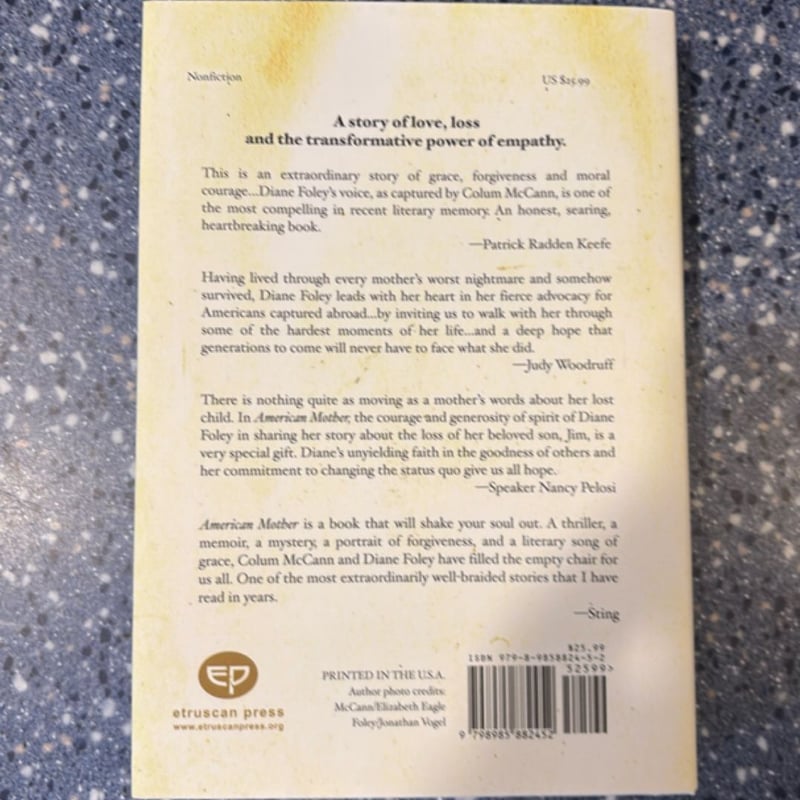 Nonfiction
US $25.99
A story of love, loss
and the transformative power of empathy.
This is an extraordinary story of grace, forgiveness and moral
courage...Diane Foley's voice, as captured by Colum McCann, is one of
the most compelling in recent literary memory. An honest, searing,
heartbreaking book.
—Patrick Radden Keefe
Having lived through every mother's worst nightmare and somehow
survived, Diane Foley leads with her heart in her fierce advocacy for
Americans captured abroad...by inviting us to walk with her through
some of the hardest moments of her life...and a deep hope that
generations to come will never have to face what she did.
—Judy Woodruff
There is nothing quite as moving as a mother's words about her lost
child. In American Mother, the courage and generosity of spirit of Diane
Foley in sharing her story about the loss of her beloved son, Jim, is a
very special gift. Diane's unyielding faith in the goodness of others and
her commitment to changing the status quo give us all hope.
—Speaker Nancy Pelosi
American Mother is a book that will shake your soul out. A thriller, a
memoir, a mystery, a portrait of forgiveness, and a literary song of
grace, Colum McCann and Diane Foley have filled the empty chair for
us all. One of the most extraordinarily well-braided stories that I have
read in years.
—Sting
ep
etruscan press
www.etruscanpress.org
PRINTED IN THE U.S.A.
Author photo credits:
McCann/Elizabeth Eagle
Foley/Jonathan Vogel
$25.99
ISBN 979-8-9858824-5-2
52599>
9 798985 882452